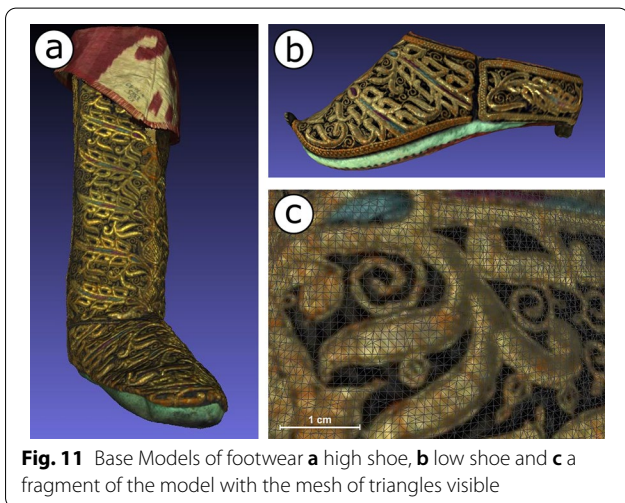 a
b
c
1 cm
Fig. 11 Base Models of footwear a high shoe, b low shoe and c a
fragment of the model with the mesh of triangles visible